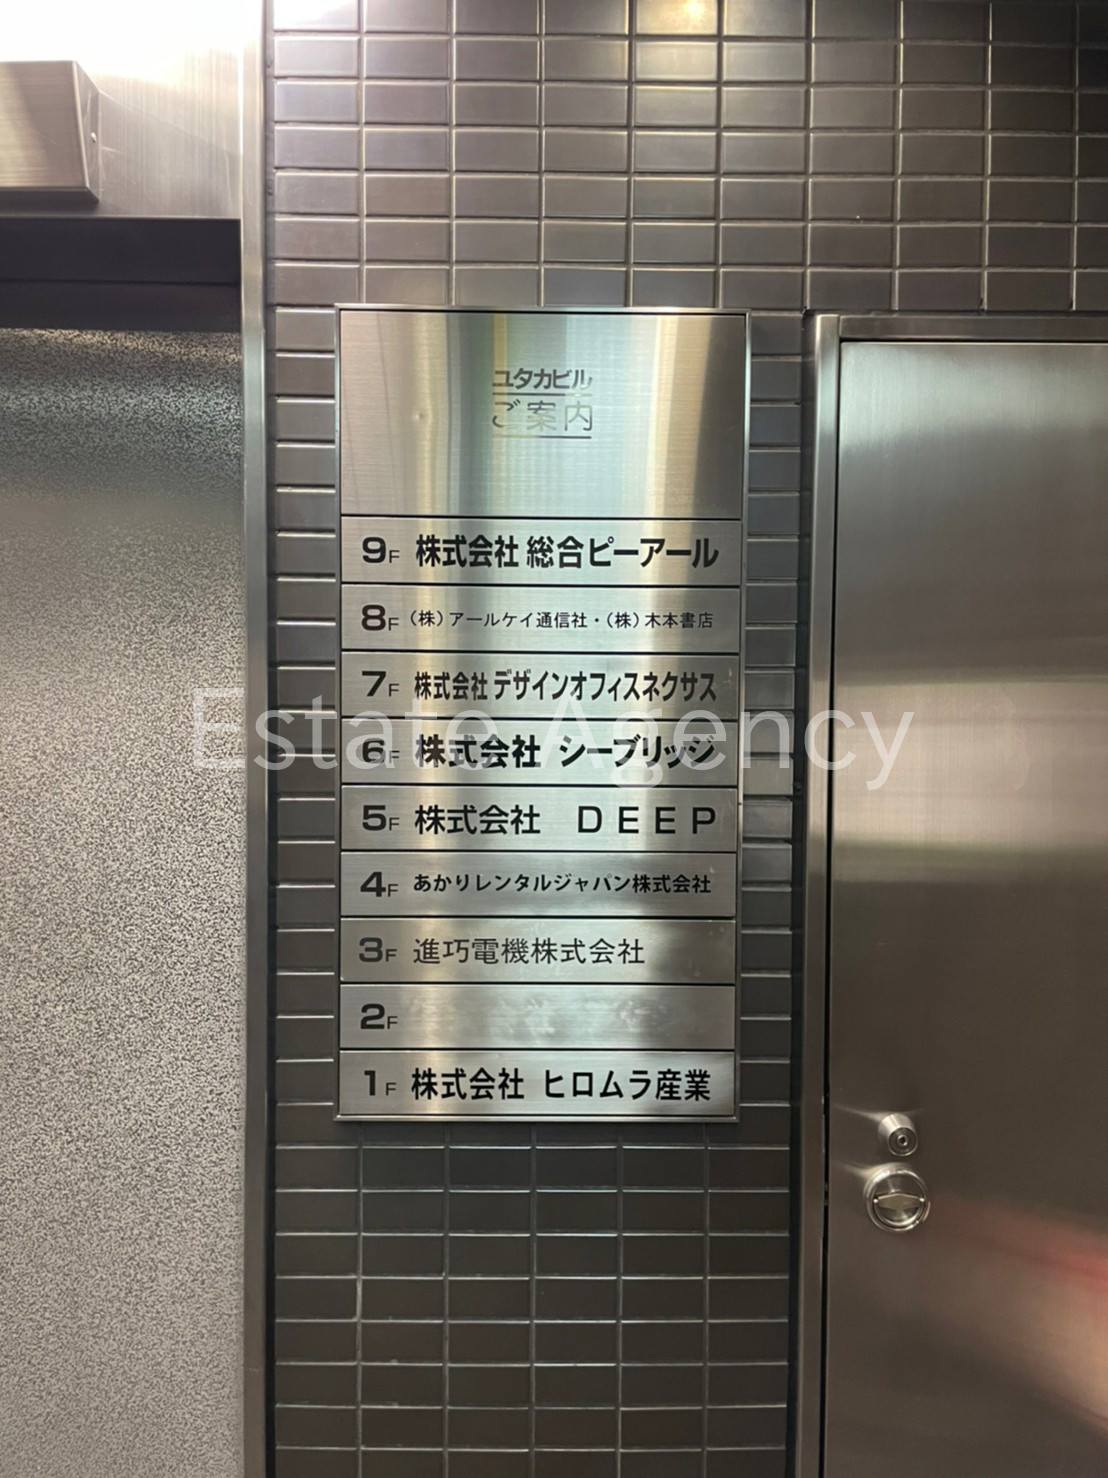 ユタカビル
ご案内
9F 株式会社 総合ピーアール
8F (株)アールケイ通信社・(株)木本書店
7F 株式会社 デザインオフィスネクサス
6F 株式会社 シーブリッジ
5F 株式会社 DEEP
4F あかりレンタルジャパン株式会社
3F 進巧電機株式会社
2F
1F 株式会社 ヒロムラ産業
Estate Agency